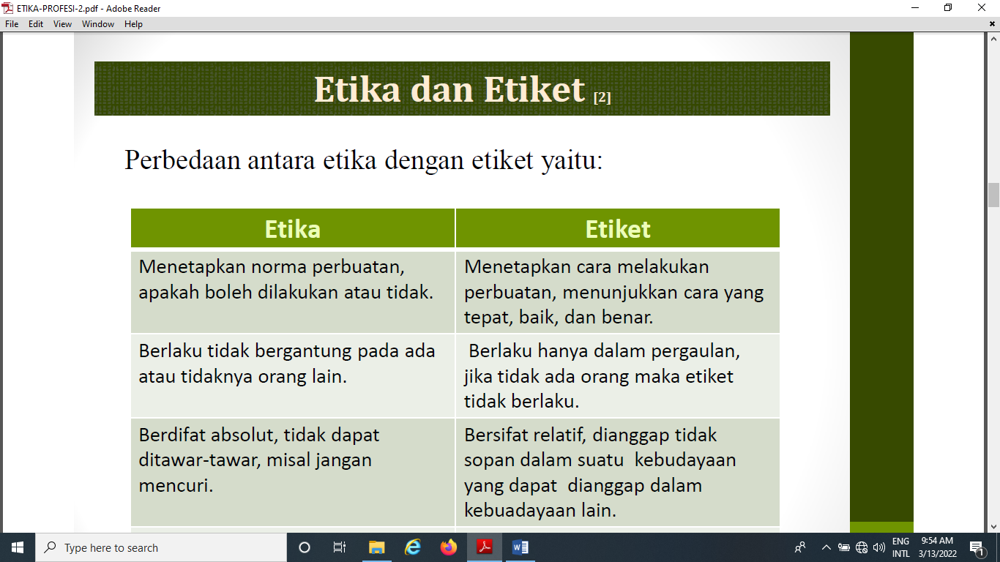 ETIKA-PROFESI-2.pdf - Adobe Reader
File Edit View Window Help
Etika dan Etiket [2]
Perbedaan antara etika dengan etiket yaitu:
Etika
Etiket
Menetapkan norma perbuatan,
apakah boleh dilakukan atau tidak.
Menetapkan cara melakukan
perbuatan, menunjukkan cara yang
tepat, baik, dan benar.
Berlaku tidak bergantung pada ada
atau tidaknya orang lain.
Berlaku hanya dalam pergaulan,
jika tidak ada orang maka etiket
tidak berlaku.
Berdifat absolut, tidak dapat
ditawar-tawar, misal jangan
mencuri.
Bersifat relatif, dianggap tidak
sopan dalam suatu kebudayaan
yang dapat dianggap dalam
kebuadayaan lain.
Type here to search
ENG
INTL
9:54 AM
3/13/2022
1